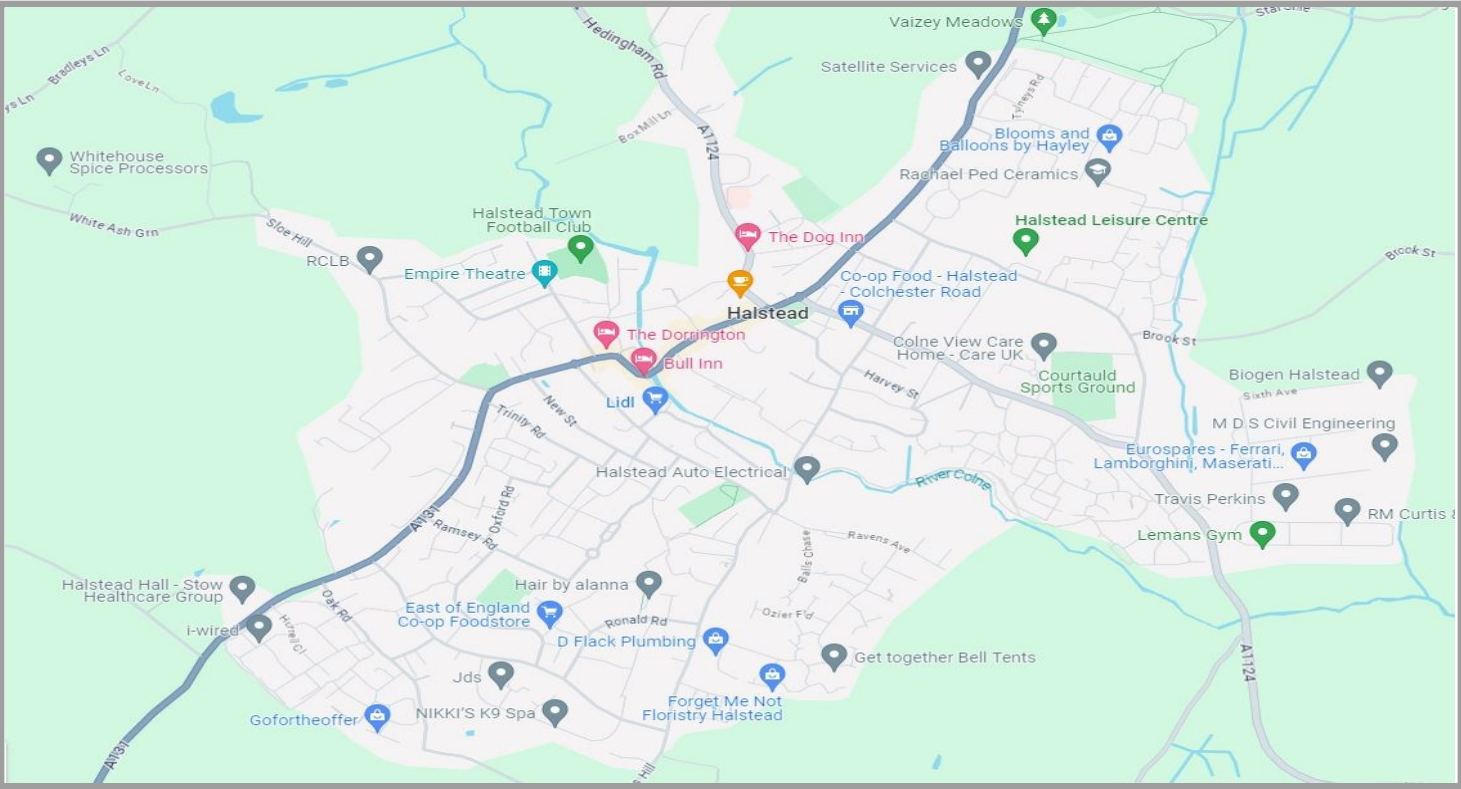 Vaizey Meadows
Hedingham Rd
Bradleys Ln
Love Ln
ys Ln
Satellite Services
Tylneys Rd
Box Mill Ln
A1124
Blooms and
Balloons by Hayley
Whitehouse
Spice Processors
Rachael Ped Ceramics
White Ash Grn
Sloe Hill
Halstead Town
Football Club
Halstead Leisure Centre
The Dog Inn
RCLB
Empire Theatre
Brook St
Co-op Food - Halstead
- Colchester Road
Halstead
The Dorrington
Bull Inn
Colne View Care
Home - Care UK
Brook St
Courtauld
Sports Ground
Harvey St
Biogen Halstead
Sixth Ave
Lidl
New St
Trinity Rd
M D S Civil Engineering
Eurospares - Ferrari,
Lamborghini, Maserati...
Halstead Auto Electrical
River Colne
Travis Perkins
RM Curtis &
Oxford Rd
A131
Ramsey Rd
Lemans Gym
Ravens Ave
Balls Chase
Halstead Hall - Stow
Healthcare Group
Hair by alanna
Oak Rd
East of England
Co-op Foodstore
Ronald Rd
Ozier F'd
i-wired
Hurrell Ct
D Flack Plumbing
Get together Bell Tents
A1124
Jds
Forget Me Not
Floristry Halstead
NIKKI'S K9 Spa
Gofortheoffer
A131
s Hill